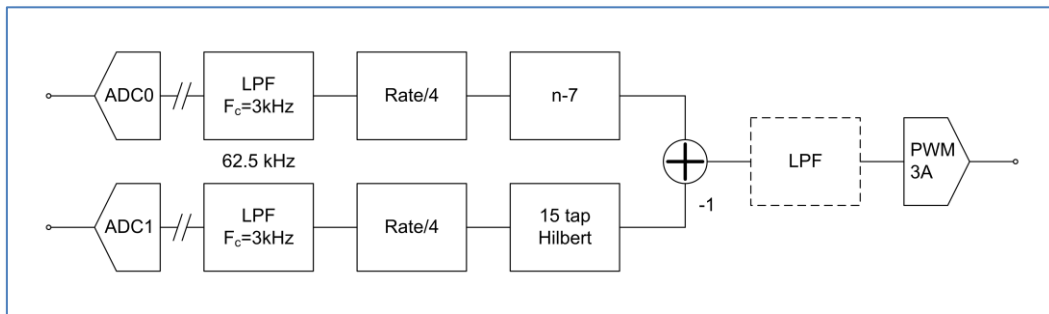 ADC0
LPF
Fc=3kHz
Rate/4
n-7
62.5 kHz
LPF
PWM
3A
-1
ADC1
LPF
Fc=3kHz
Rate/4
15 tap
Hilbert